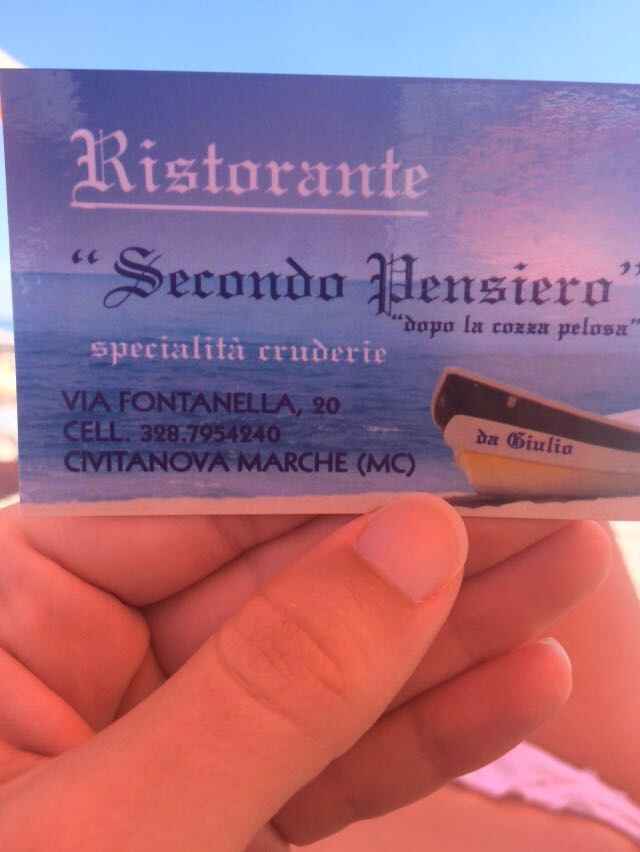 Ristorante
“Secondo Pensiero”
“dopo la cozza pelosa”
specialità cruderie
VIA FONTANELLA, 20
CELL. 328.7954240
CIVITANOVA MARCHE (MC)
da Giulio